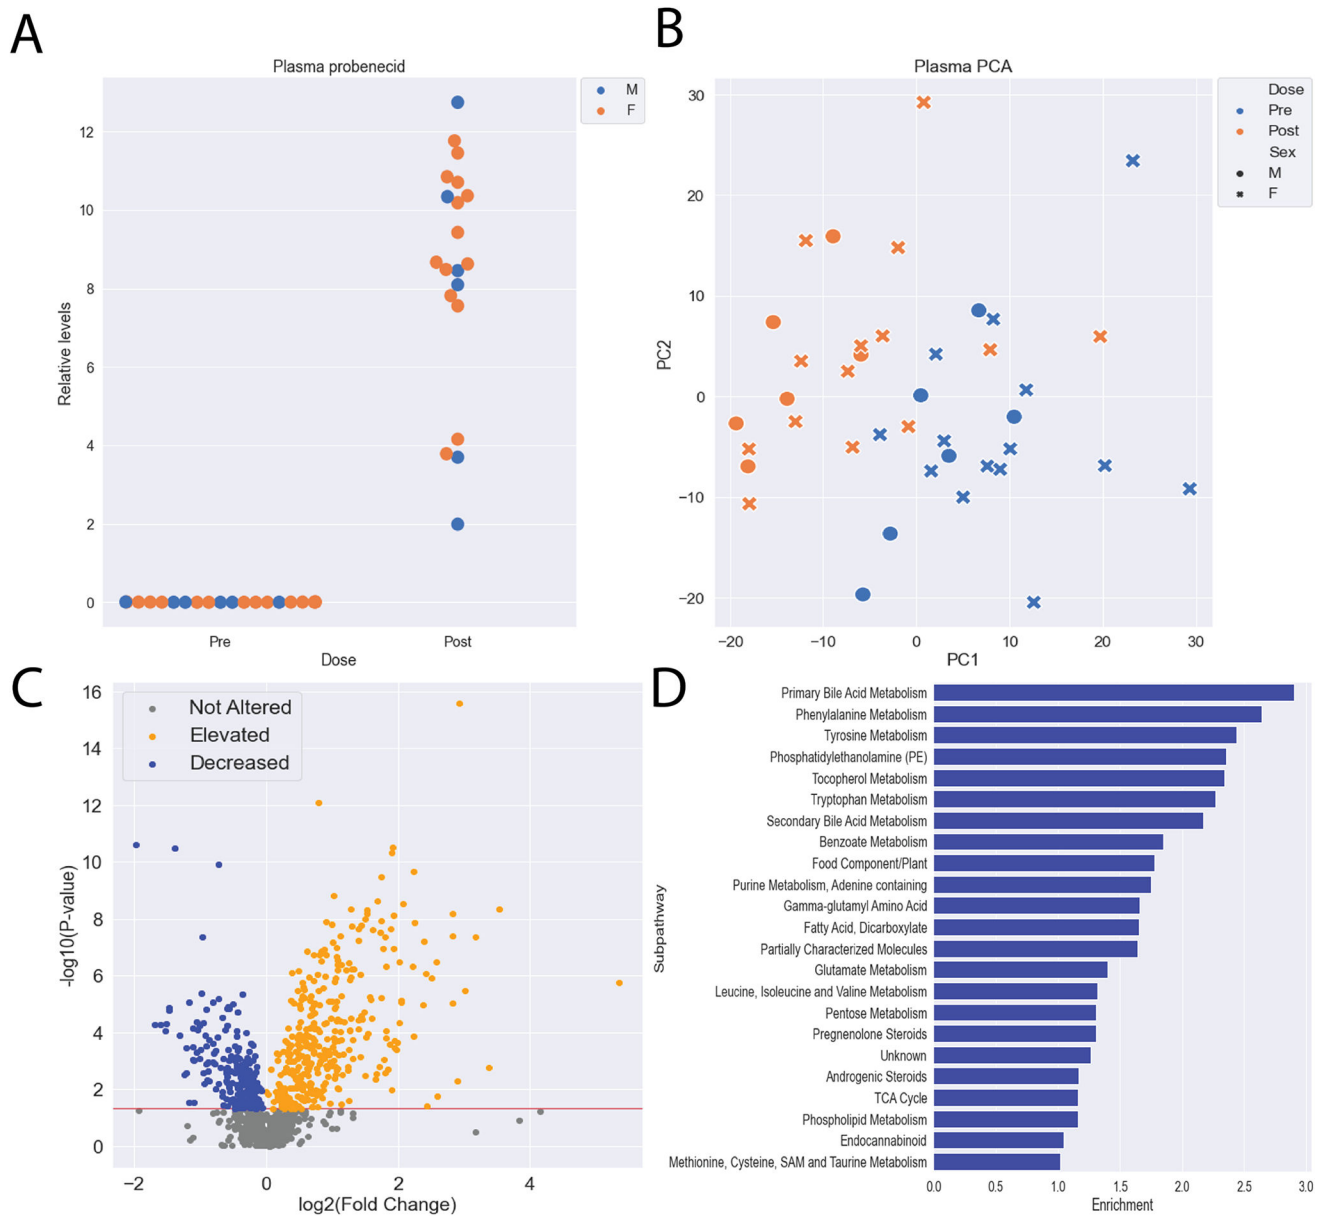 A
Plasma probenecid
M
F
12
10
8
6
4
2
0
Relative levels
Pre
Post
Dose
B
Plasma PCA
Dose
Pre
Post
Sex
M
F
30
20
10
0
−10
−20
PC2
−20
−10
0
10
20
30
PC1
C
Not Altered
Elevated
Decreased
16
14
12
10
8
6
4
2
0
-log10(P-value)
−2
0
2
4
log2(Fold Change)
D
Subpathway
Primary Bile Acid Metabolism
Phenylalanine Metabolism
Tyrosine Metabolism
Phosphatidylethanolamine (PE)
Tocopherol Metabolism
Tryptophan Metabolism
Secondary Bile Acid Metabolism
Benzoate Metabolism
Food Component/Plant
Purine Metabolism, Adenine containing
Gamma-glutamyl Amino Acid
Fatty Acid, Dicarboxylate
Partially Characterized Molecules
Glutamate Metabolism
Leucine, Isoleucine and Valine Metabolism
Pentose Metabolism
Pregnenolone Steroids
Unknown
Androgenic Steroids
TCA Cycle
Phospholipid Metabolism
Endocannabinoid
Methionine, Cysteine, SAM and Taurine Metabolism
0.0
0.5
1.0
1.5
2.0
2.5
3.0
Enrichment